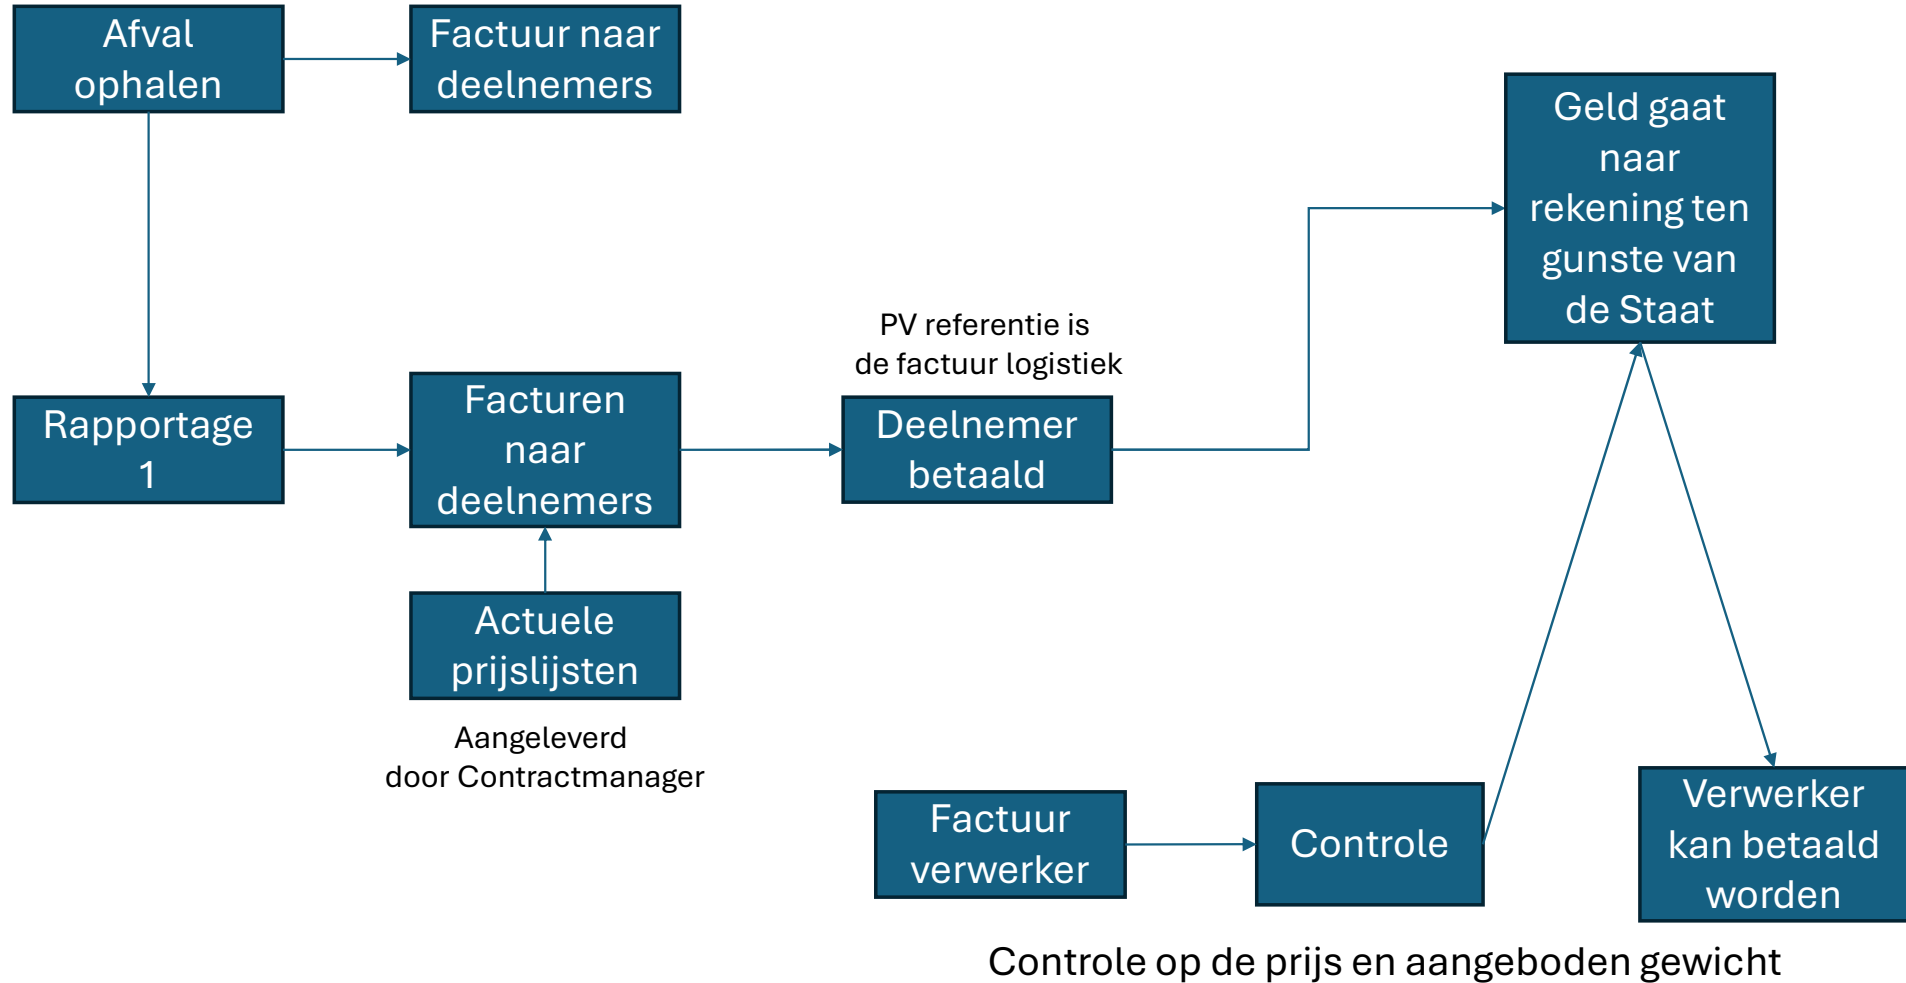 Afval
ophalen
Factuur naar
deelnemers
Geld gaat
naar
rekening ten
gunste van
de Staat
PV referentie is
de factuur logistiek
Rapportage
1
Facturen
naar
deelnemers
Deelnemer
betaald
Actuele
prijslijsten
Aangeleverd
door Contractmanager
Factuur
verwerker
Controle
Verwerker
kan betaald
worden
Controle op de prijs en aangeboden gewicht